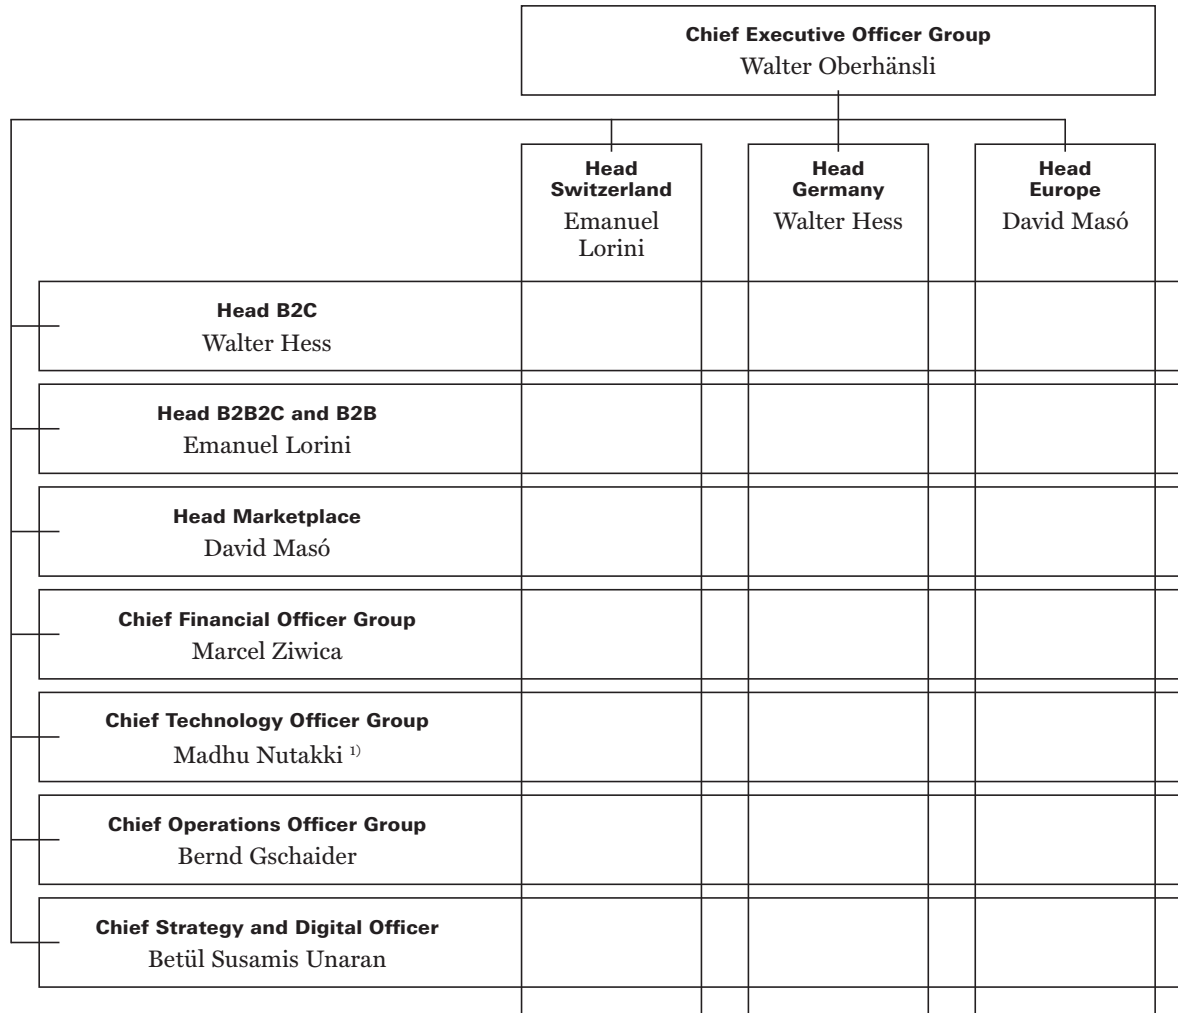 Chief Executive Officer Group
Walter Oberhänsli
Head
Switzerland
Emanuel
Lorini
Head
Germany
Walter Hess
Head
Europe
David Masó
Head B2C
Walter Hess
Head B2B2C and B2B
Emanuel Lorini
Head Marketplace
David Masó
Chief Financial Officer Group
Marcel Ziwica
Chief Technology Officer Group
Madhu Nutakki 1)
Chief Operations Officer Group
Bernd Gschaider
Chief Strategy and Digital Officer
Betül Susamis Unaran